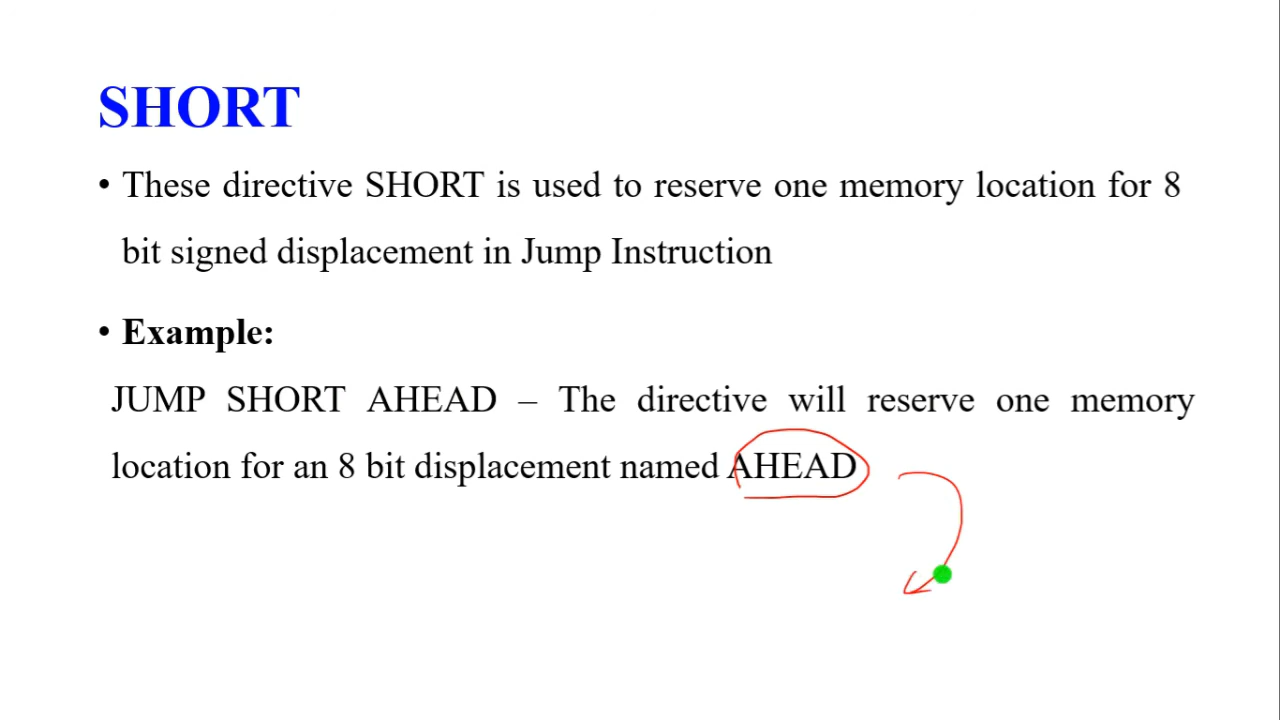 SHORT
• These directive SHORT is used to reserve one memory location for 8
bit signed displacement in Jump Instruction
• Example:
JUMP SHORT AHEAD – The directive will reserve one memory
location for an 8 bit displacement named AHEAD